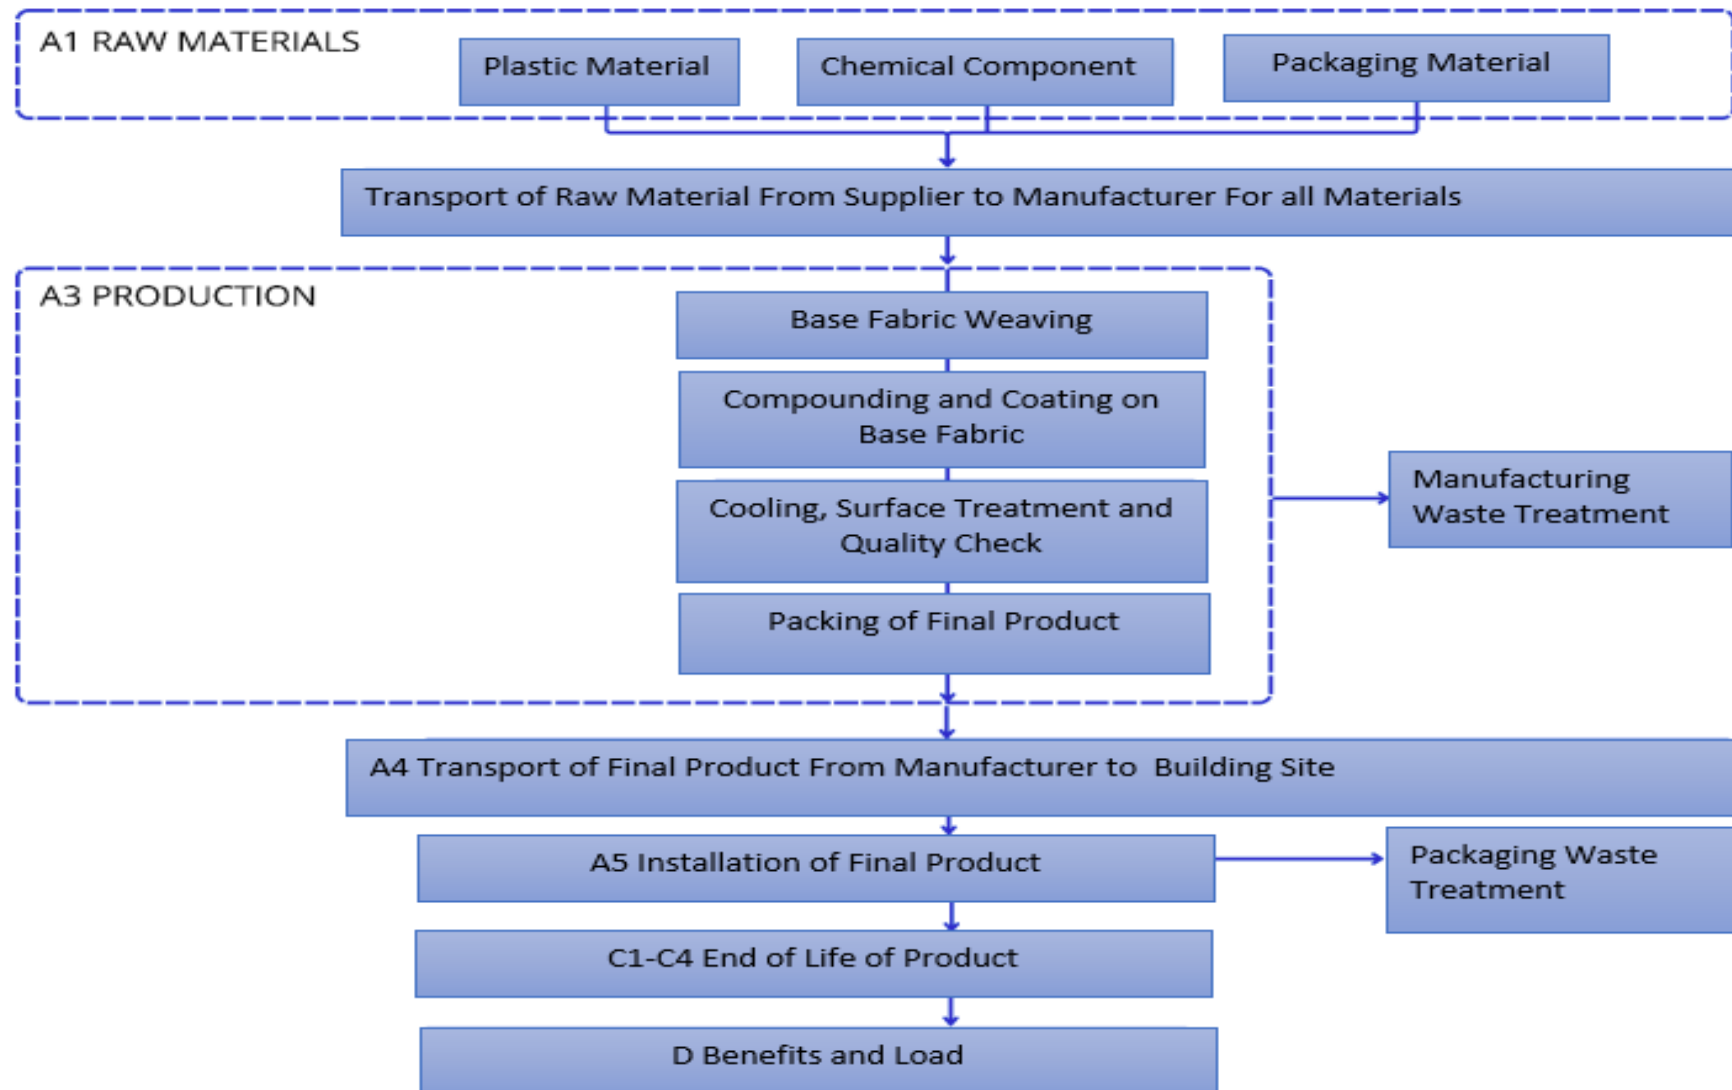 A1 RAW MATERIALS
Plastic Material
Chemical Component
Packaging Material
Transport of Raw Material From Supplier to Manufacturer For all Materials
A3 PRODUCTION
Base Fabric Weaving
Compounding and Coating on
Base Fabric
Cooling, Surface Treatment and
Quality Check
Manufacturing
Waste Treatment
Packing of Final Product
A4 Transport of Final Product From Manufacturer to  Building Site
A5 Installation of Final Product
Packaging Waste
Treatment
C1-C4 End of Life of Product
D Benefits and Load